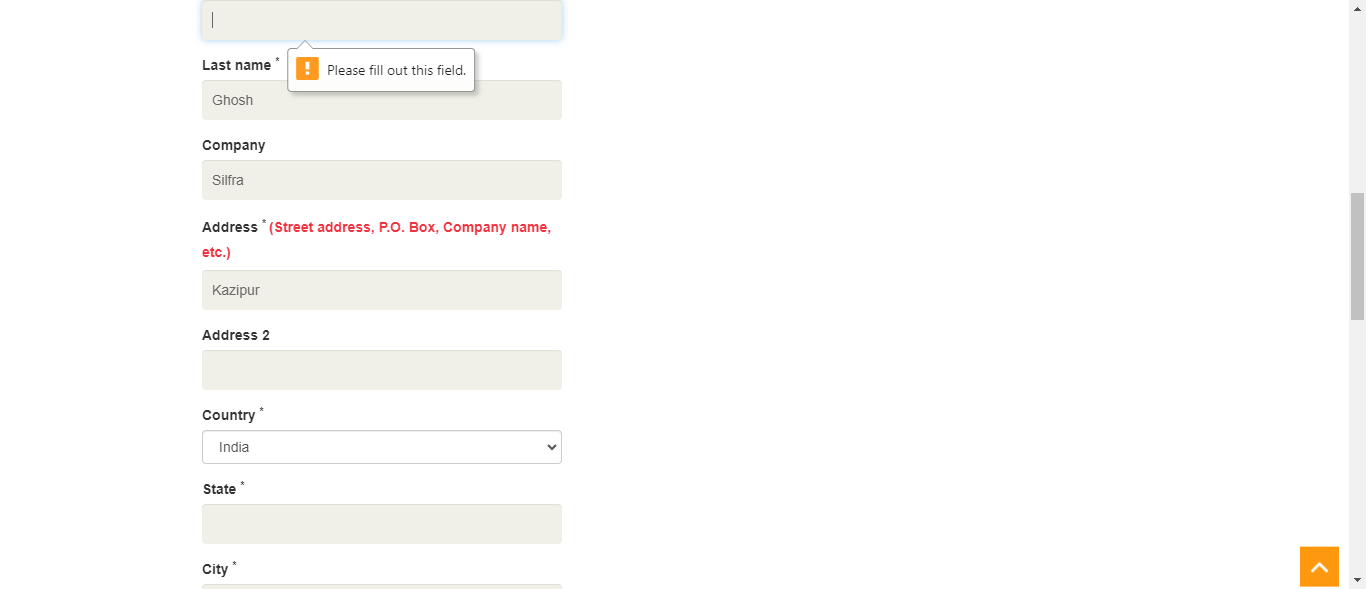 Last name *
Please fill out this field.
Ghosh
Company
Silfra
Address * (Street address, P.O. Box, Company name,
etc.)
Kazipur
Address 2
Country *
India
State *
City *